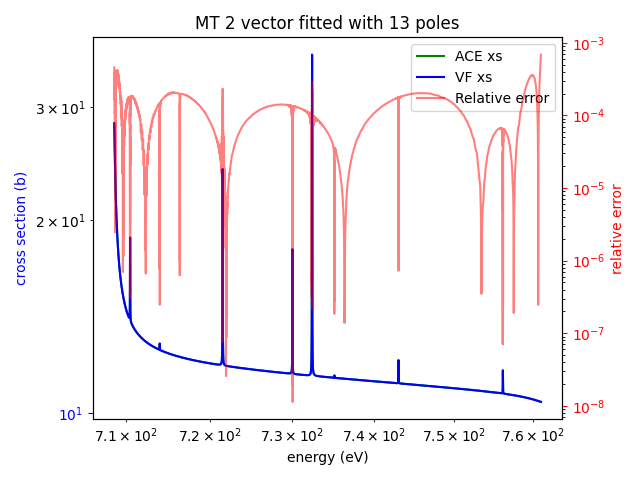 MT 2 vector fitted with 13 poles
ACE xs
VF xs
Relative error
cross section (b)
3 × 10¹
2 × 10¹
10¹
10⁻³
10⁻⁴
10⁻⁵
10⁻⁶
10⁻⁷
10⁻⁸
relative error
7.1 × 10² 7.2 × 10² 7.3 × 10² 7.4 × 10² 7.5 × 10² 7.6 × 10²
energy (eV)